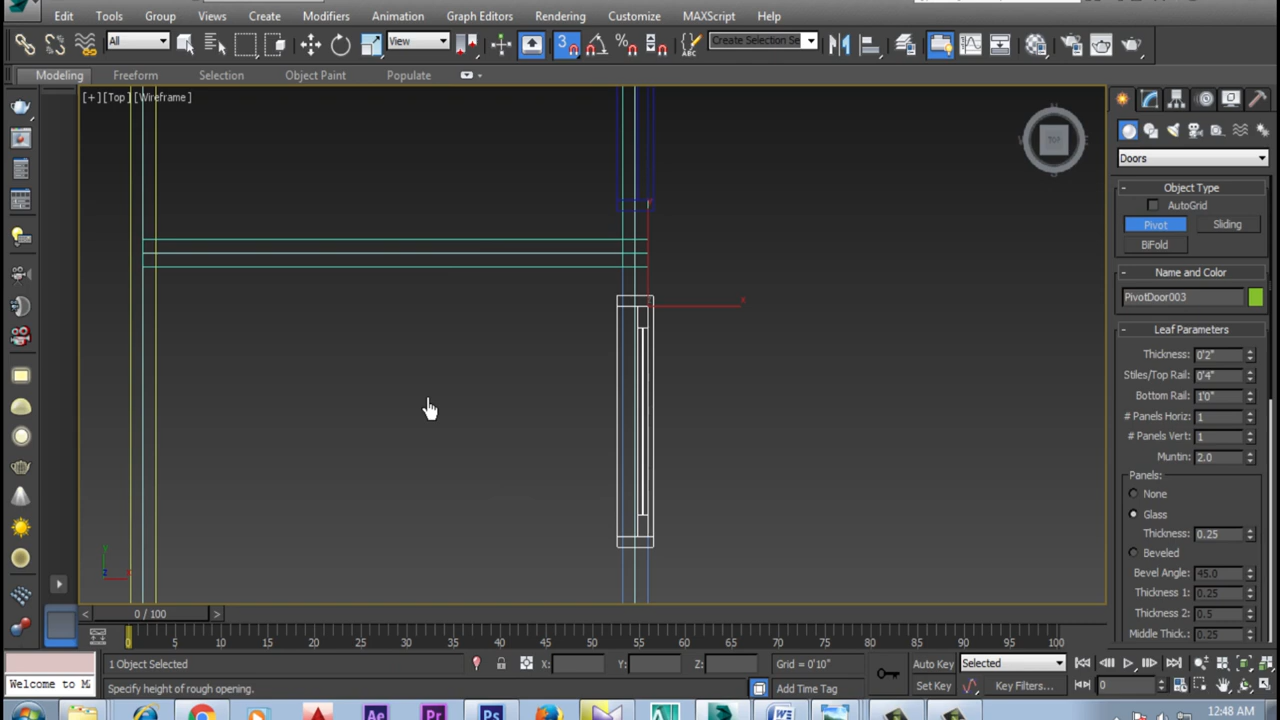 Edit Tools Group Views Create Modifiers Animation Graph Editors Rendering Customize MAXScript Help
All View 3 % ABC Create Selection Se
Modeling Freeform Selection Object Paint Populate
[+] [Top] [Wireframe]
N
TOP
S
x
x
y
Doors
- Object Type
AutoGrid
Pivot Sliding
BiFold
- Name and Color
PivotDoor003
- Leaf Parameters
Thickness: 0'2"
Stiles/Top Rail: 0'4"
Bottom Rail: 1'0"
# Panels Horiz: 1
# Panels Vert: 1
Muntin: 2.0
Panels:
None
Glass
Thickness: 0.25
Beveled
Bevel Angle: 45.0
Thickness 1: 0.25
Thickness 2: 0.5
Middle Thick.: 0.25
< 0 / 100 >
0 5 10 15 20 25 30 35 40 45 50 55 60 65 70 75 80 85 90 95 100
1 Object Selected X: Y: Z: Grid = 0'10" Auto Key Selected
Welcome to M Specify height of rough opening. Add Time Tag Set Key Key Filters... 0
Ae Pr Ps W
12:48 AM